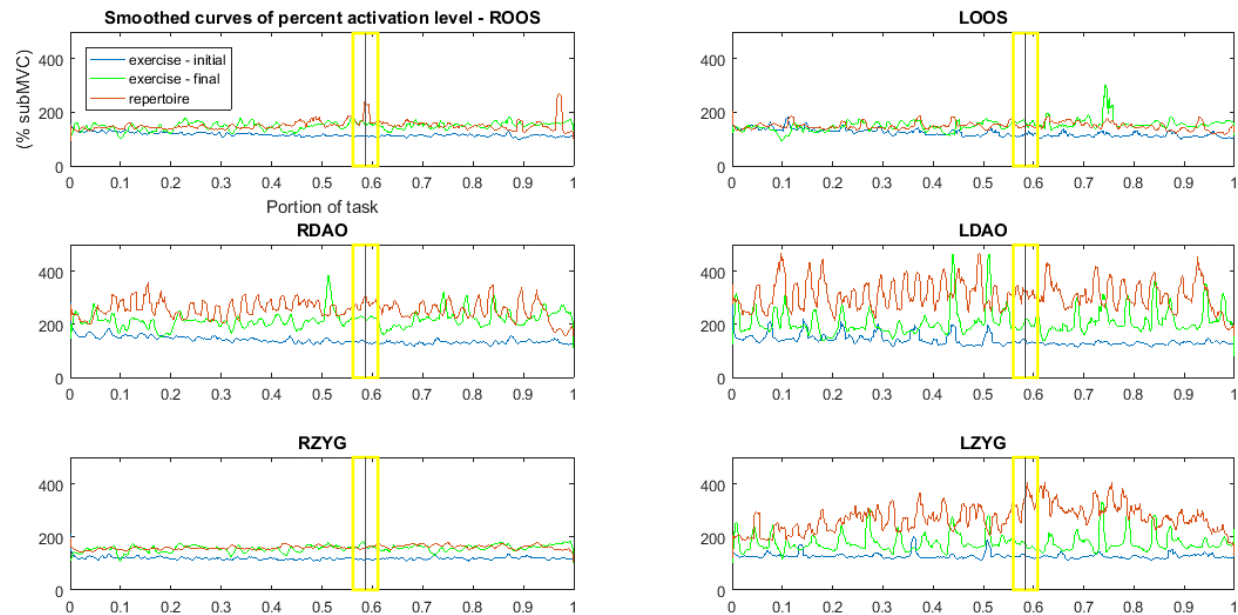 Smoothed curves of percent activation level - ROOS
LOOS
400
200
0
(% subMVC)
exercise - initial
exercise - final
repertoire
0 0.1 0.2 0.3 0.4 0.5 0.6 0.7 0.8 0.9 1
Portion of task
400
200
0
0 0.1 0.2 0.3 0.4 0.5 0.6 0.7 0.8 0.9 1
RDAO
LDAO
400
200
0
0 0.1 0.2 0.3 0.4 0.5 0.6 0.7 0.8 0.9 1
400
200
0
0 0.1 0.2 0.3 0.4 0.5 0.6 0.7 0.8 0.9 1
RZYG
LZYG
400
200
0
0 0.1 0.2 0.3 0.4 0.5 0.6 0.7 0.8 0.9 1
400
200
0
0 0.1 0.2 0.3 0.4 0.5 0.6 0.7 0.8 0.9 1